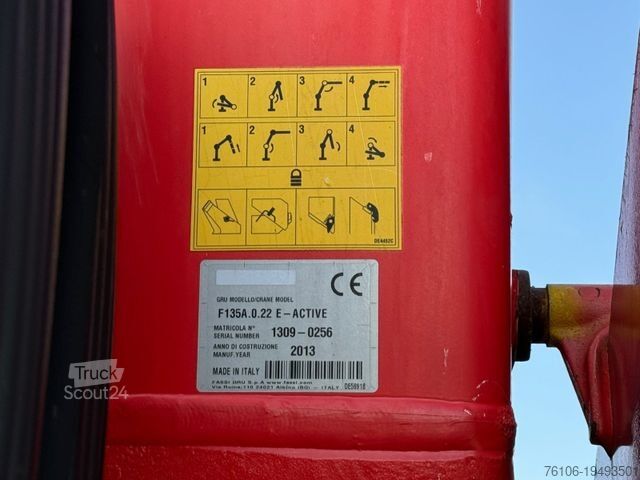 1 2 3 4
1 2 3 4
DE4452C
CE
GRU MODELLO/CRANE MODEL
F135A.0.22 E-ACTIVE
MATRICOLA N°
SERIAL NUMBER 1309-0256
ANNO DI COSTRUZIONE
MANUF.YEAR 2013
MADE IN ITALY
FASSI GRU S.p.A www.fassi.com DE5991B
Via Roma, 110 24021 Albino (BG) - ITALY
Truck
Scout24
76106-19493501